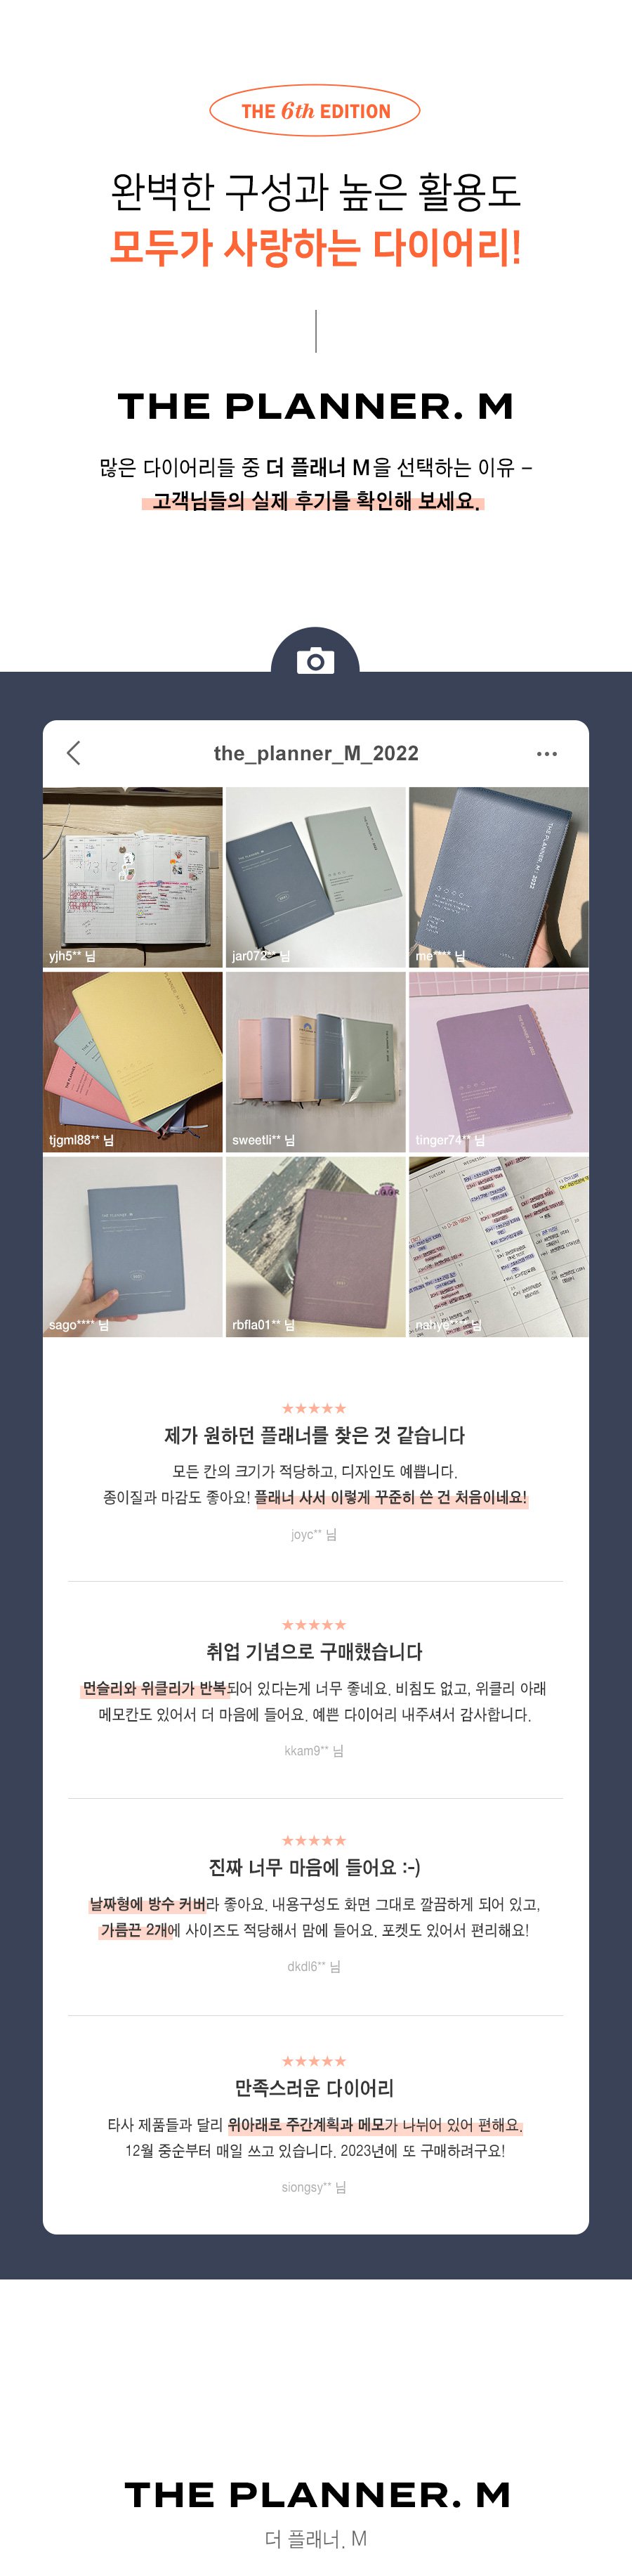 THE 6th EDITION
완벽한 구성과 높은 활용도
모두가 사랑하는 다이어리!
THE PLANNER. M
많은 다이어리들 중 더 플래너 M을 선택하는 이유 –
고객님들의 실제 후기를 확인해 보세요.
the_planner_M_2022
yjh5** 님
jar072** 님
THE PLANNER. M : 2022
me**** 님
tjgml88** 님
sweetli** 님
tinger74** 님
THE PLANNER M
sago**** 님
rbfla01** 님
TUESDAY
nahye**** 님
★★★★★
제가 원하던 플래너를 찾은 것 같습니다
모든 칸의 크기가 적당하고, 디자인도 예쁩니다.
종이질과 마감도 좋아요! 플래너 사서 이렇게 꾸준히 쓴 건 처음이네요!
joyc** 님
★★★★★
취업 기념으로 구매했습니다
먼슬리와 위클리가 반복되어 있다는게 너무 좋네요. 비침도 없고, 위클리 아래
메모칸도 있어서 더 마음에 들어요. 예쁜 다이어리 내주셔서 감사합니다.
kkam9** 님
★★★★★
진짜 너무 마음에 들어요 :-)
날짜형에 방수 커버라 좋아요. 내용구성도 화면 그대로 깔끔하게 되어 있고,
가름끈 2개에 사이즈도 적당해서 맘에 들어요. 포켓도 있어서 편리해요!
dkdl6** 님
★★★★★
만족스러운 다이어리
타사 제품들과 달리 위아래로 주간계획과 메모가 나뉘어 있어 편해요.
12월 중순부터 매일 쓰고 있습니다. 2023년에 또 구매하려구요!
siongsy** 님
THE PLANNER. M
더 플래너. M